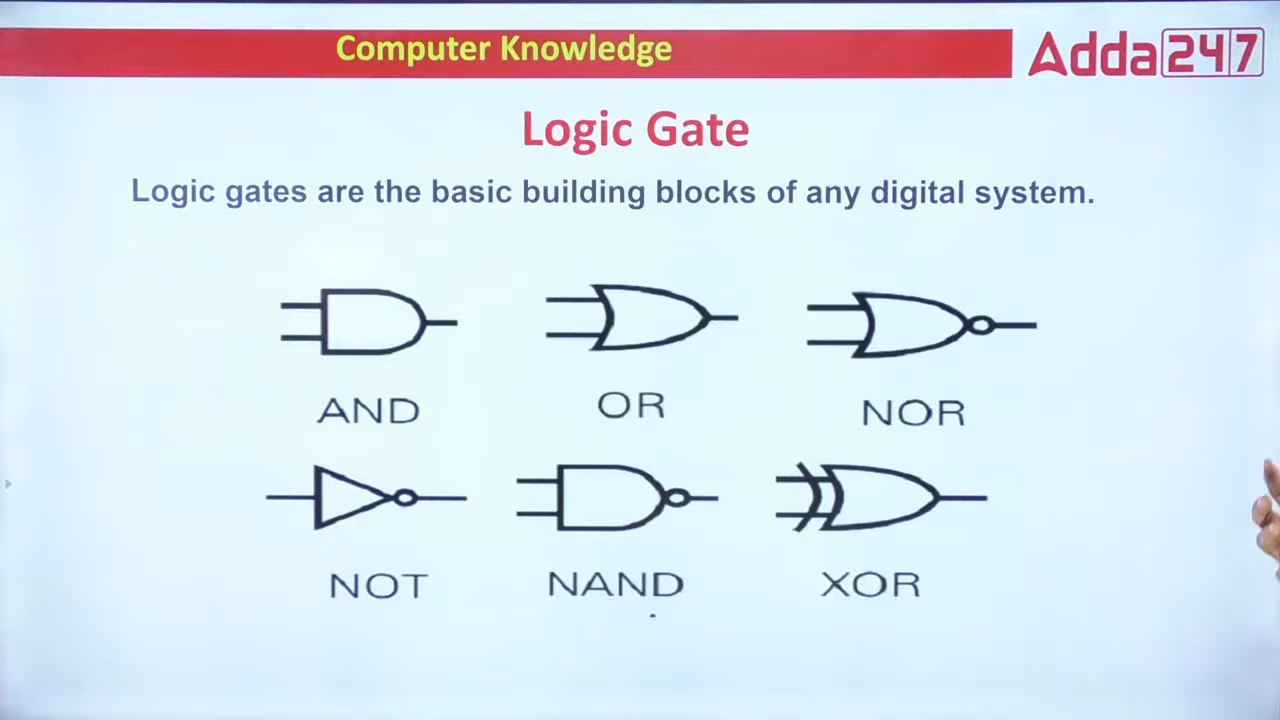 Computer Knowledge
Adda247
Logic Gate
Logic gates are the basic building blocks of any digital system.
AND OR NOR
NOT NAND XOR